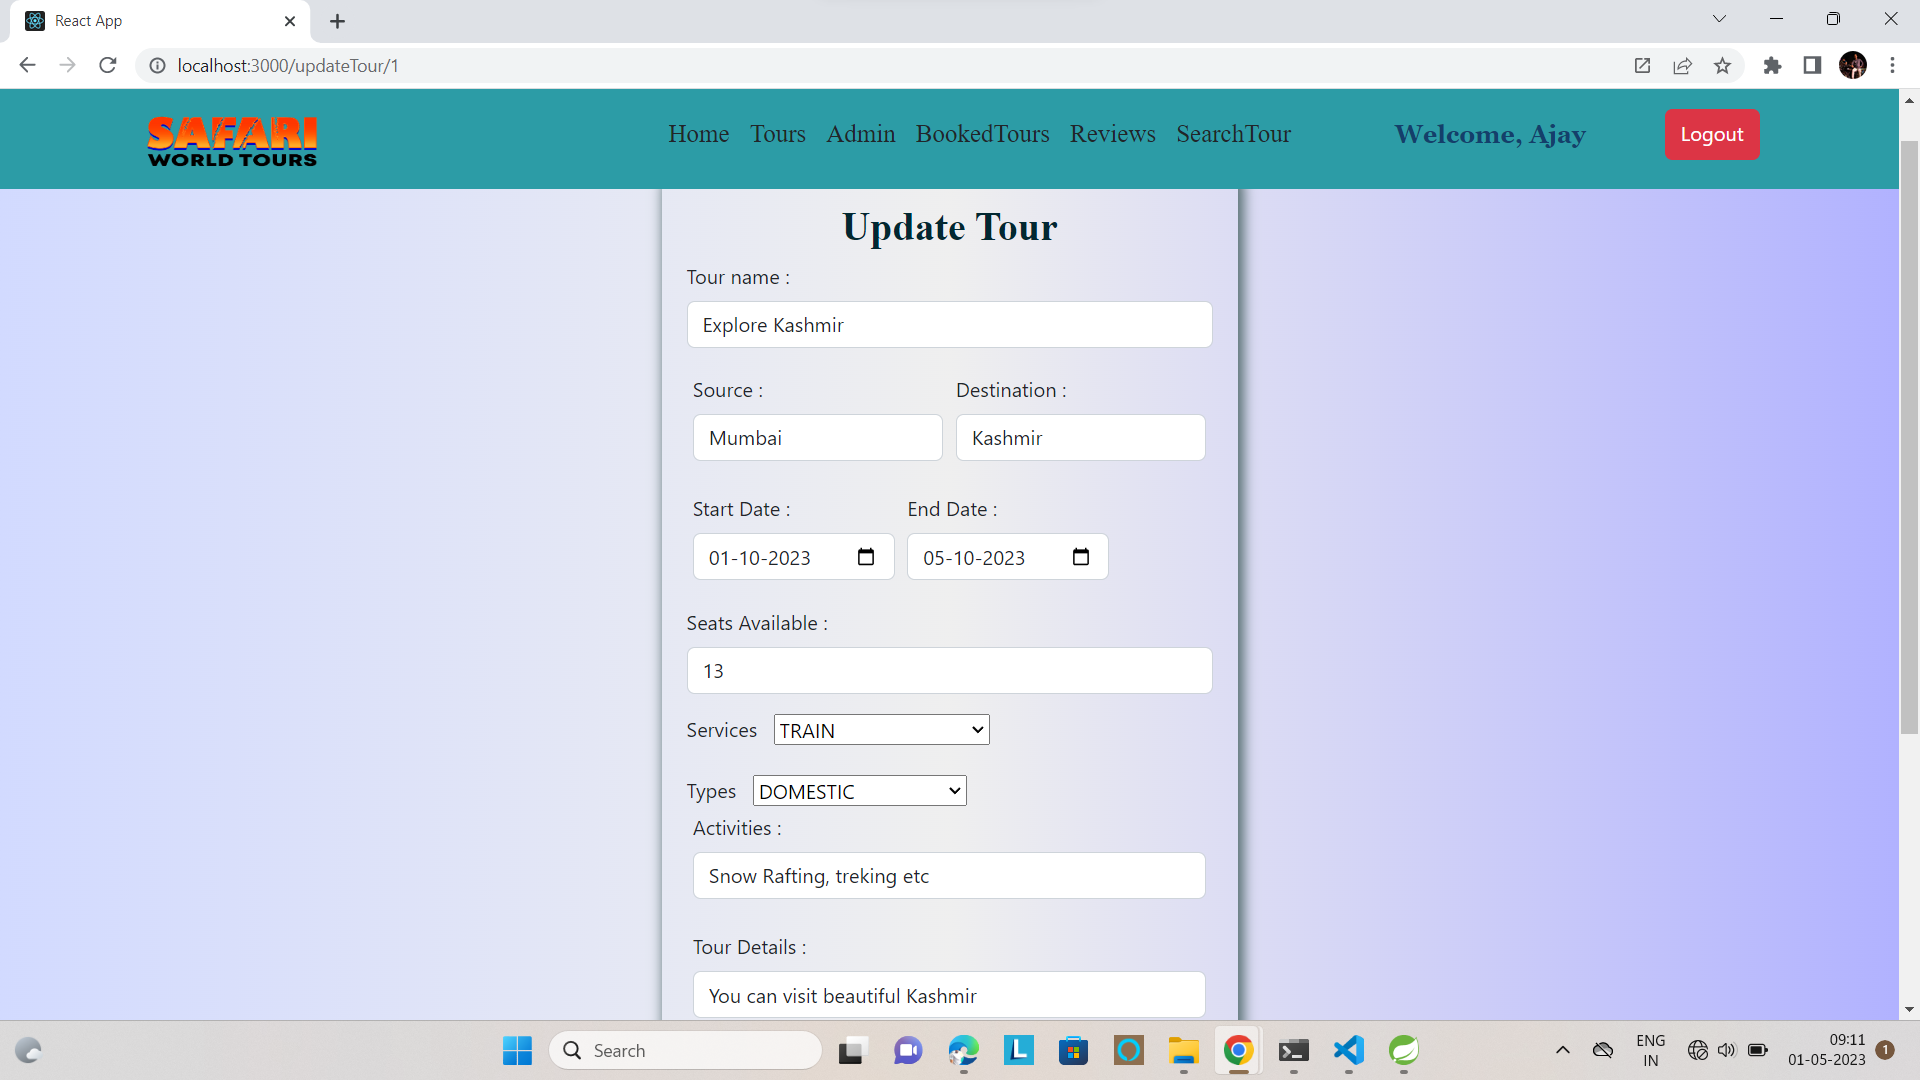 React App
localhost:3000/updateTour/1
SAFARI
WORLD TOURS
Home Tours Admin BookedTours Reviews SearchTour
Welcome, Ajay
Logout
Update Tour
Tour name :
Explore Kashmir
Source : Destination :
Mumbai Kashmir
Start Date : End Date :
01-10-2023 05-10-2023
Seats Available :
13
Services TRAIN
Types DOMESTIC
Activities :
Snow Rafting, treking etc
Tour Details :
You can visit beautiful Kashmir
Search
L
ENG
IN
09:11
01-05-2023
1